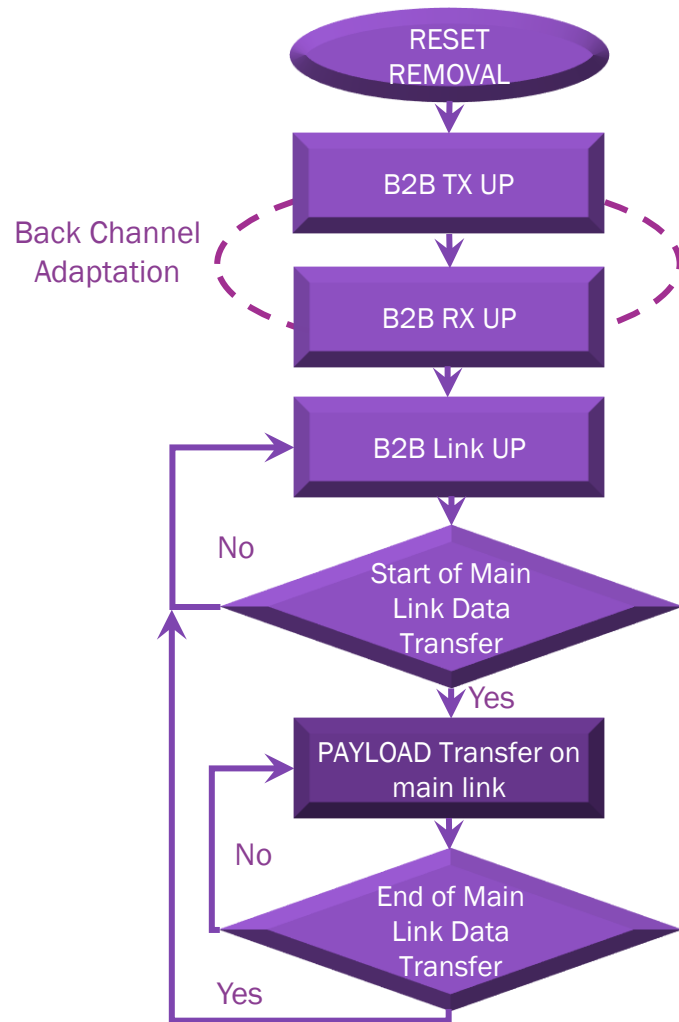 RESET
REMOVAL
B2B TX UP
Back Channel
Adaptation
B2B RX UP
B2B Link UP
No
Start of Main
Link Data
Transfer
Yes
PAYLOAD Transfer on
main link
No
End of Main
Link Data
Transfer
Yes